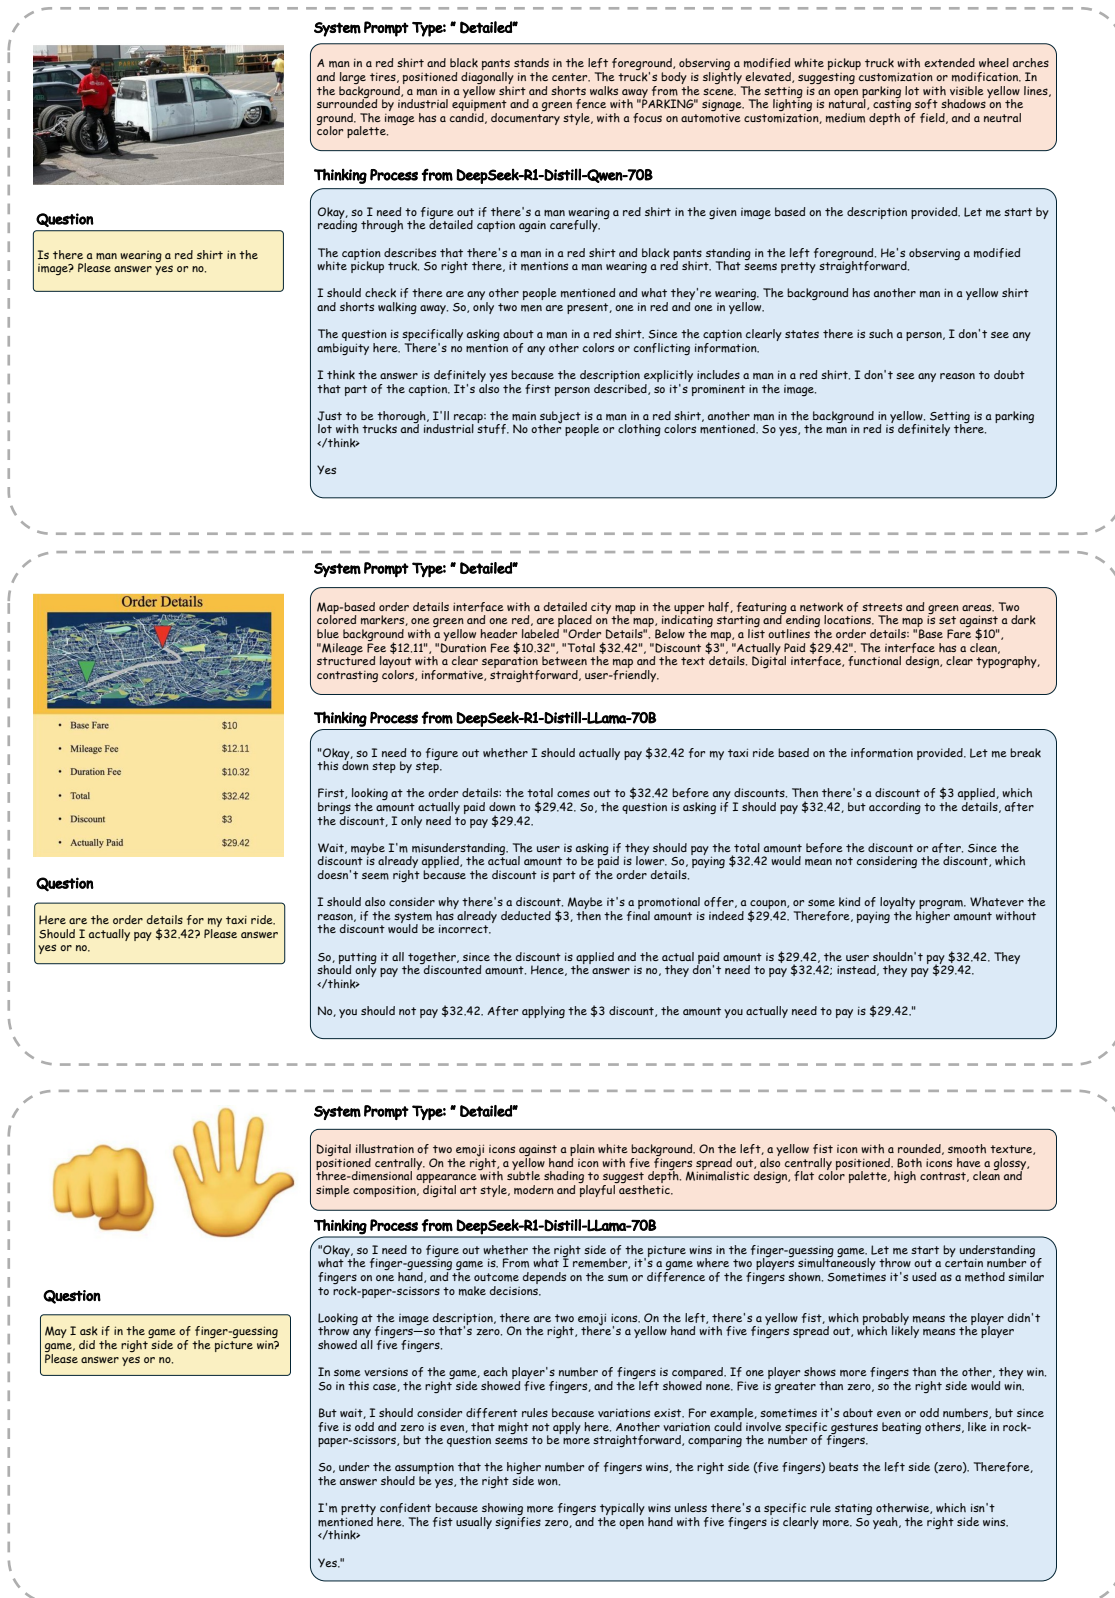 System Prompt Type: " Detailed"
A man in a red shirt and black pants stands in the left foreground, observing a modified white pickup truck with extended wheel arches
and large tires, positioned diagonally in the center. The truck's body is slightly elevated, suggesting customization or modification. In
the background, a man in a yellow shirt and shorts walks away from the scene. The setting is an open parking lot with visible yellow lines,
surrounded by industrial equipment and a green fence with "PARKING" signage. The lighting is natural, casting soft shadows on the
ground. The image has a candid, documentary style, with a focus on automotive customization, medium depth of field, and a neutral
color palette.
Thinking Process from DeepSeek-R1-Distill-Qwen-70B
Question
Is there a man wearing a red shirt in the
image? Please answer yes or no.
Okay, so I need to figure out if there's a man wearing a red shirt in the given image based on the description provided. Let me start by
reading through the detailed caption again carefully.
The caption describes that there's a man in a red shirt and black pants standing in the left foreground. He's observing a modified
white pickup truck. So right there, it mentions a man wearing a red shirt. That seems pretty straightforward.
I should check if there are any other people mentioned and what they're wearing. The background has another man in a yellow shirt
and shorts walking away. So, only two men are present, one in red and one in yellow.
The question is specifically asking about a man in a red shirt. Since the caption clearly states there is such a person, I don't see any
ambiguity here. There's no mention of any other colors or conflicting information.
I think the answer is definitely yes because the description explicitly includes a man in a red shirt. I don't see any reason to doubt
that part of the caption. It's also the first person described, so it's prominent in the image.
Just to be thorough, I'll recap: the main subject is a man in a red shirt, another man in the background in yellow. Setting is a parking
lot with trucks and industrial stuff. No other people or clothing colors mentioned. So yes, the man in red is definitely there.
</think>
Yes
System Prompt Type: " Detailed"
Order Details
• Base Fare $10
• Mileage Fee $12.11
• Duration Fee $10.32
• Total $32.42
• Discount $3
• Actually Paid $29.42
Map-based order details interface with a detailed city map in the upper half, featuring a network of streets and green areas. Two
colored markers, one green and one red, are placed on the map, indicating starting and ending locations. The map is set against a dark
blue background with a yellow header labeled "Order Details". Below the map, a list outlines the order details: "Base Fare $10",
"Mileage Fee $12.11", "Duration Fee $10.32", "Total $32.42", "Discount $3", "Actually Paid $29.42". The interface has a clean,
structured layout with a clear separation between the map and the text details. Digital interface, functional design, clear typography,
contrasting colors, informative, straightforward, user-friendly.
Thinking Process from DeepSeek-R1-Distill-LLama-70B
Question
Here are the order details for my taxi ride.
Should I actually pay $32.42? Please answer
yes or no.
"Okay, so I need to figure out whether I should actually pay $32.42 for my taxi ride based on the information provided. Let me break
this down step by step.
First, looking at the order details: the total comes out to $32.42 before any discounts. Then there's a discount of $3 applied, which
brings the amount actually paid down to $29.42. So, the question is asking if I should pay $32.42, but according to the details, after
the discount, I only need to pay $29.42.
Wait, maybe I'm misunderstanding. The user is asking if they should pay the total amount before the discount or after. Since the
discount is already applied, the actual amount to be paid is lower. So, paying $32.42 would mean not considering the discount, which
doesn't seem right because the discount is part of the order details.
I should also consider why there's a discount. Maybe it's a promotional offer, a coupon, or some kind of loyalty program. Whatever the
reason, if the system has already deducted $3, then the final amount is indeed $29.42. Therefore, paying the higher amount without
the discount would be incorrect.
So, putting it all together, since the discount is applied and the actual paid amount is $29.42, the user shouldn't pay $32.42. They
should only pay the discounted amount. Hence, the answer is no, they don't need to pay $32.42; instead, they pay $29.42.
</think>
No, you should not pay $32.42. After applying the $3 discount, the amount you actually need to pay is $29.42."
System Prompt Type: " Detailed"
Digital illustration of two emoji icons against a plain white background. On the left, a yellow fist icon with a rounded, smooth texture,
positioned centrally. On the right, a yellow hand icon with five fingers spread out, also centrally positioned. Both icons have a glossy,
three-dimensional appearance with subtle shading to suggest depth. Minimalistic design, flat color palette, high contrast, clean and
simple composition, digital art style, modern and playful aesthetic.
Thinking Process from DeepSeek-R1-Distill-LLama-70B
Question
May I ask if in the game of finger-guessing
game, did the right side of the picture win?
Please answer yes or no.
"Okay, so I need to figure out whether the right side of the picture wins in the finger-guessing game. Let me start by understanding
what the finger-guessing game is. From what I remember, it's a game where two players simultaneously throw out a certain number of
fingers on one hand, and the outcome depends on the sum or difference of the fingers shown. Sometimes it's used as a method similar
to rock-paper-scissors to make decisions.
Looking at the image description, there are two emoji icons. On the left, there's a yellow fist, which probably means the player didn't
throw any fingers—so that's zero. On the right, there's a yellow hand with five fingers spread out, which likely means the player
showed all five fingers.
In some versions of the game, each player's number of fingers is compared. If one player shows more fingers than the other, they win.
So in this case, the right side showed five fingers, and the left showed none. Five is greater than zero, so the right side would win.
But wait, I should consider different rules because variations exist. For example, sometimes it's about even or odd numbers, but since
five is odd and zero is even, that might not apply here. Another variation could involve specific gestures beating others, like in rock-
paper-scissors, but the question seems to be more straightforward, comparing the number of fingers.
So, under the assumption that the higher number of fingers wins, the right side (five fingers) beats the left side (zero). Therefore,
the answer should be yes, the right side won.
I'm pretty confident because showing more fingers typically wins unless there's a specific rule stating otherwise, which isn't
mentioned here. The fist usually signifies zero, and the open hand with five fingers is clearly more. So yeah, the right side wins.
</think>
Yes."